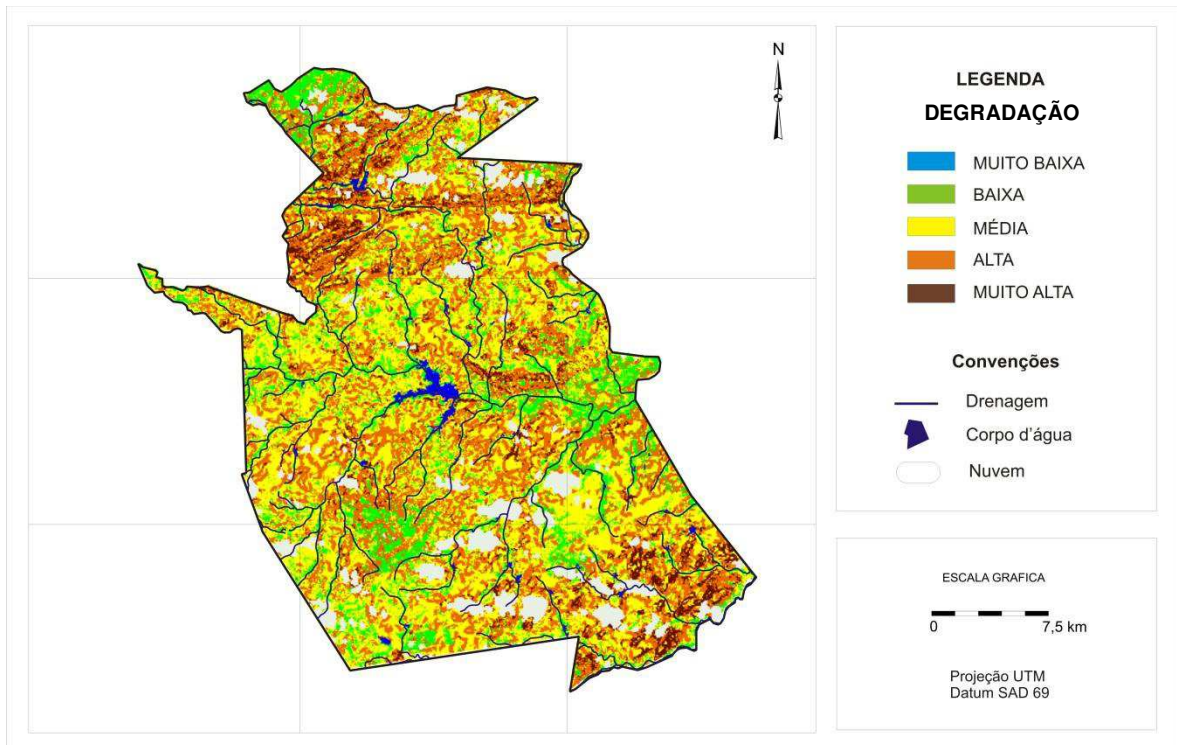 N
LEGENDA
DEGRADAÇÃO
MUITO BAIXA
BAIXA
MÉDIA
ALTA
MUITO ALTA
Convenções
Drenagem
Corpo d'água
Nuvem
ESCALA GRAFICA
0 7,5 km
Projeção UTM
Datum SAD 69